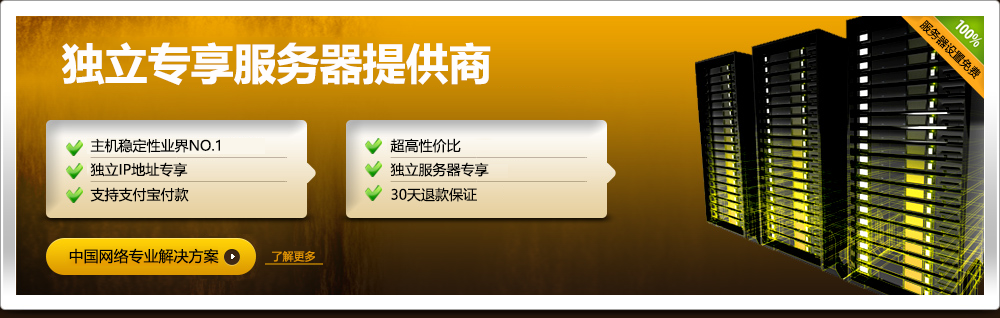 独立专享服务器提供商
100%
服务器设置免费
主机稳定性业界NO.1
独立IP地址专享
支持支付宝付款
超高性价比
独立服务器专享
30天退款保证
中国网络专业解决方案
了解更多